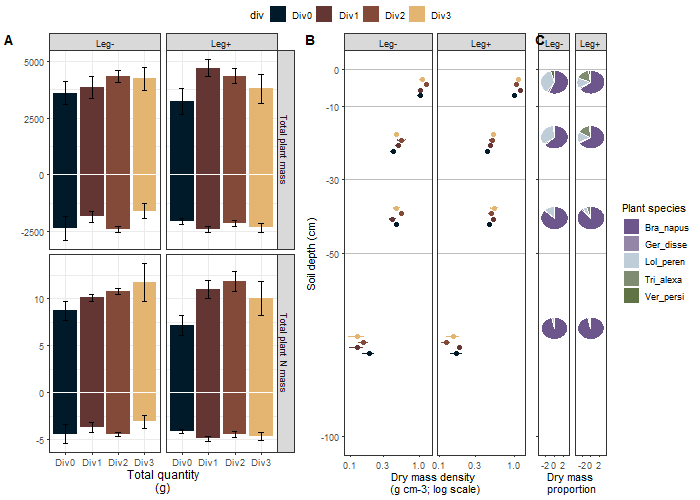 div Div0 Div1 Div2 Div3
A
Leg-
Leg+
5000
2500
0
-2500
Total plant mass
10
5
0
-5
Total plant N mass
Div0 Div1 Div2 Div3
Div0 Div1 Div2 Div3
Total quantity
(g)
B
Leg-
Leg+
Soil depth (cm)
0
-10
-30
-50
-100
0.1 0.3 1.0
0.1 0.3 1.0
Dry mass density
(g cm-3; log scale)
C
Leg-
Leg+
-2 0 2
-2 0 2
Dry mass
proportion
Plant species
Bra_napus
Ger_disse
Lol_peren
Tri_alexa
Ver_persi